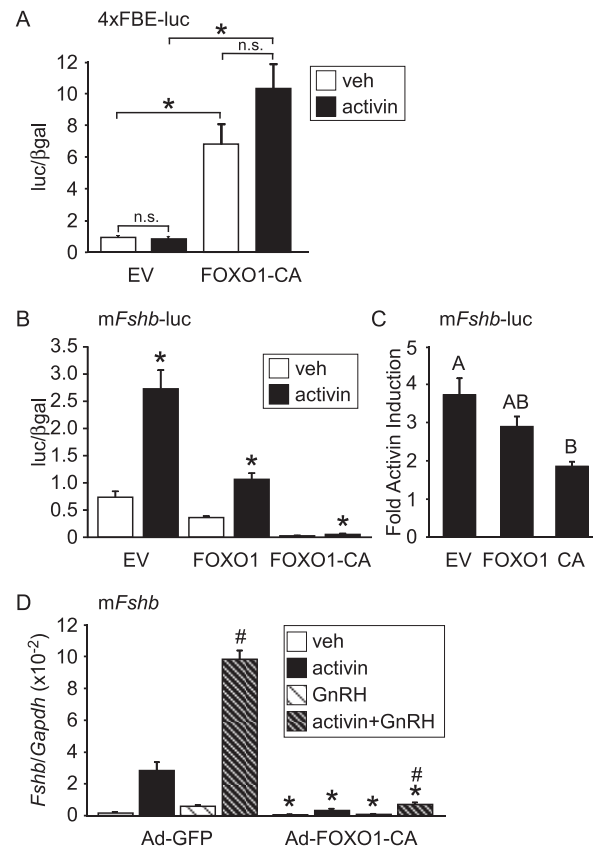 A 4xFBE-luc
*
n.s.
12
10
8
6
4
2
0
luc/βgal
*
n.s.
veh
activin
EV FOXO1-CA
B mFshb-luc
3.5
3.0
2.5
2.0
1.5
1.0
0.5
0
luc/βgal
*
*
*
veh
activin
EV FOXO1 FOXO1-CA
C mFshb-luc
5
4
3
2
1
0
Fold Activin Induction
A
AB
B
EV FOXO1 CA
D mFshb
12
10
8
6
4
2
0
Fshb/Gapdh (x10-2)
#
veh
activin
GnRH
activin+GnRH
#
* * * *
Ad-GFP Ad-FOXO1-CA